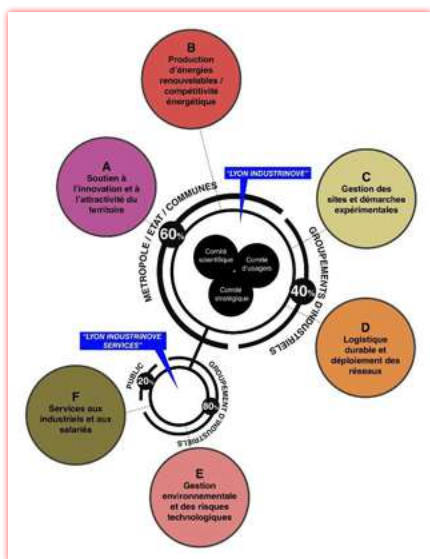 B
Production
d'énergies
renouvelables /
compétitivité
énergétique
A
Soutien à
l'innovation et à
l'attractivité du
territoire
"LYON INDUSTRINOVE"
C
Gestion des
sites et démarches
expérimentales
METROPOLE / ETAT / COMMUNES
60%
Comité
scientifique
Comité
d'usagers
Comité
stratégique
GROUPEMENTS D'INDUSTRIELS
40%
D
Logistique
durable et
déploiement des
réseaux
"LYON INDUSTRINOVE
SERVICES"
PUBLIC
20%
GROUPEMENT D'INDUSTRIELS
80%
F
Services aux
industriels et aux
salariés
E
Gestion
environnementale
et des risques
technologiques